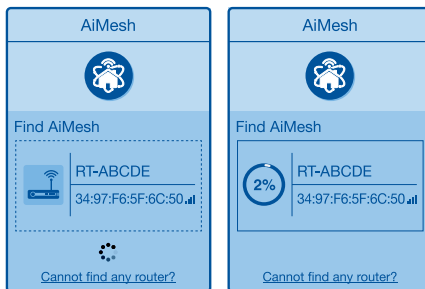 AiMesh
Find AiMesh
RT-ABCDE
34:97:F6:5F:6C:50
Cannot find any router?
AiMesh
Find AiMesh
2%
RT-ABCDE
34:97:F6:5F:6C:50
Cannot find any router?